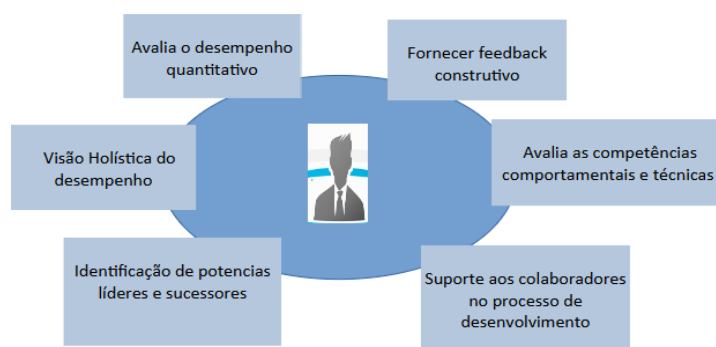 Avalia o desempenho
quantitativo
Fornecer feedback
construtivo
Visão Holística do
desempenho
Avalia as competências
comportamentais e técnicas
Identificação de potencias
líderes e sucessores
Suporte aos colaboradores
no processo de
desenvolvimento